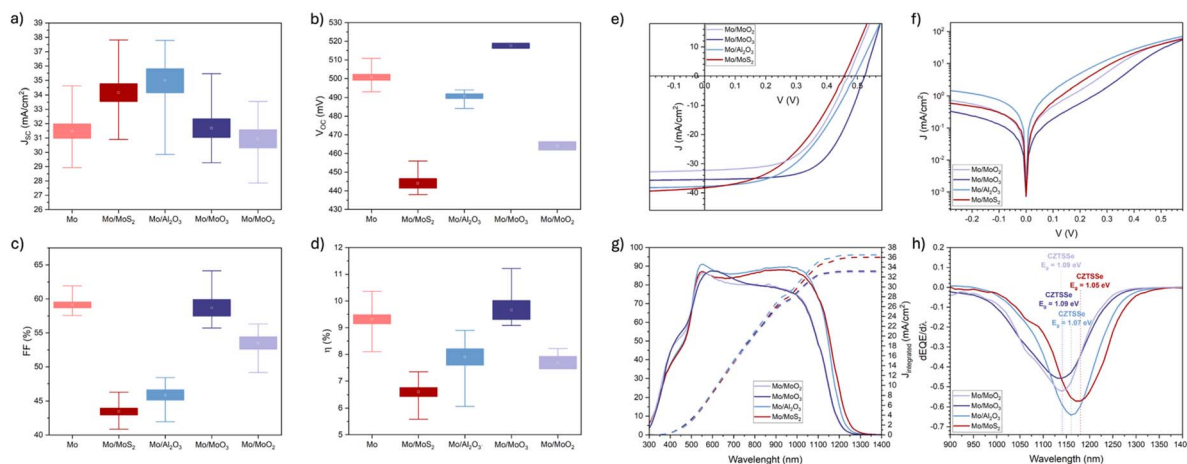 a)
J_SC (mA/cm²)
39
38
37
36
35
34
33
32
31
30
29
28
27
26
Mo Mo/MoS₂ Mo/Al₂O₃ Mo/MoO₃ Mo/MoO₂
b)
V_OC (mV)
530
520
510
500
490
480
470
460
450
440
430
Mo Mo/MoS₂ Mo/Al₂O₃ Mo/MoO₃ Mo/MoO₂
c)
FF (%)
65
60
55
50
45
40
Mo Mo/MoS₂ Mo/Al₂O₃ Mo/MoO₃ Mo/MoO₂
d)
η (%)
12
11
10
9
8
7
6
5
Mo Mo/MoS₂ Mo/Al₂O₃ Mo/MoO₃ Mo/MoO₂
e)
Mo/MoO₂
Mo/MoO₃
Mo/Al₂O₃
Mo/MoS₂
J (mA/cm²)
10
0
-10
-20
-30
-40
0.0 0.1 0.2 0.3 0.4 0.5
V (V)
f)
J (mA/cm²)
10²
10¹
10⁰
10⁻¹
10⁻²
10⁻³
Mo/MoO₂
Mo/MoO₃
Mo/Al₂O₃
Mo/MoS₂
-0.2 0.0 0.2 0.4
V (V)
g)
100
90
80
70
60
50
40
30
20
10
0
Mo/MoO₂
Mo/MoO₃
Mo/Al₂O₃
Mo/MoS₂
300 400 500 600 700 800 900 1000 1100 1200 1300 1400
Wavelenght (nm)
38
36
34
32
30
28
26
24
22
20
18
16
14
12
10
8
6
4
2
0
J_integrated (mA/cm²)
h)
dEQE/dλ
0.2
0.1
0.0
-0.1
-0.2
-0.3
-0.4
-0.5
-0.6
-0.7
CZTSSe
E_g = 1.09 eV
CZTSSe
E_g = 1.05 eV
CZTSSe
E_g = 1.09 eV
CZTSSe
E_g = 1.07 eV
Mo/MoO₂
Mo/MoO₃
Mo/Al₂O₃
Mo/MoS₂
900 950 1000 1050 1100 1150 1200 1250 1300 1350 1400
Wavelength (nm)